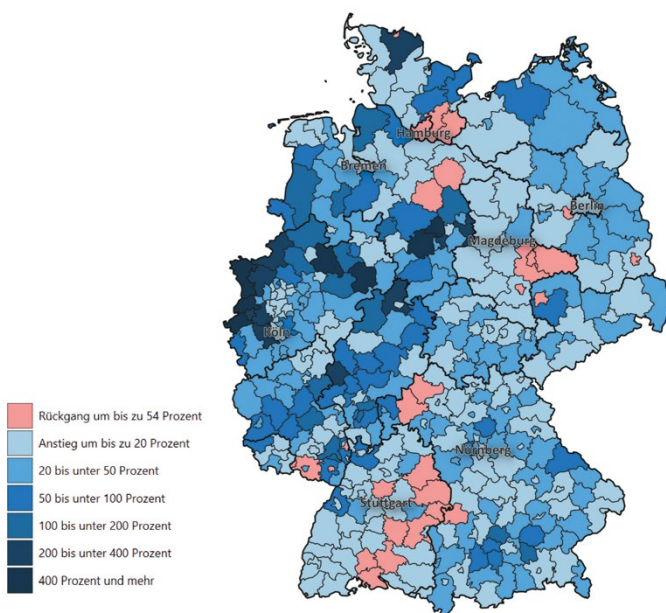 Hamburg
Bremen
Berlin
Magdeburg
Köln
Nürnberg
Stuttgart
Rückgang um bis zu 54 Prozent
Anstieg um bis zu 20 Prozent
20 bis unter 50 Prozent
50 bis unter 100 Prozent
100 bis unter 200 Prozent
200 bis unter 400 Prozent
400 Prozent und mehr